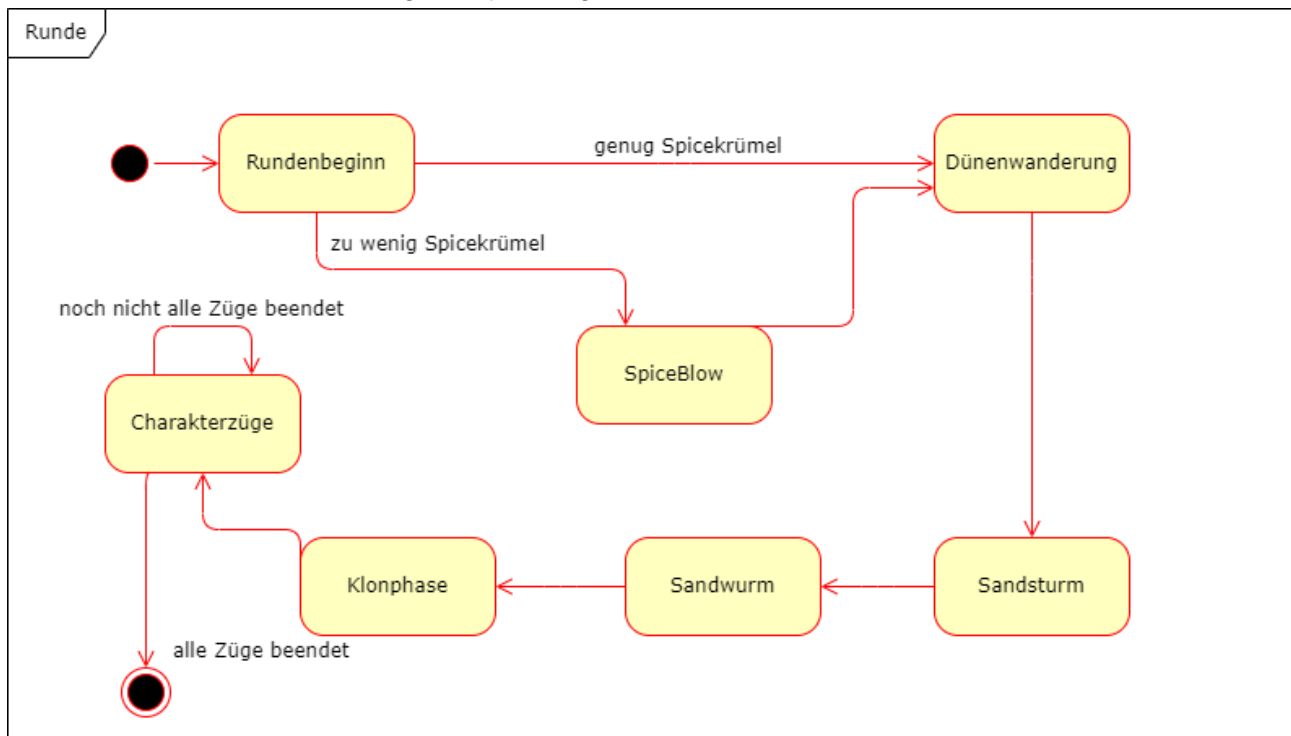 Runde
Rundenbeginn
genug Spicekrümel
Dünenwanderung
zu wenig Spicekrümel
noch nicht alle Züge beendet
SpiceBlow
Charakterzüge
Klonphase
Sandwurm
Sandsturm
alle Züge beendet